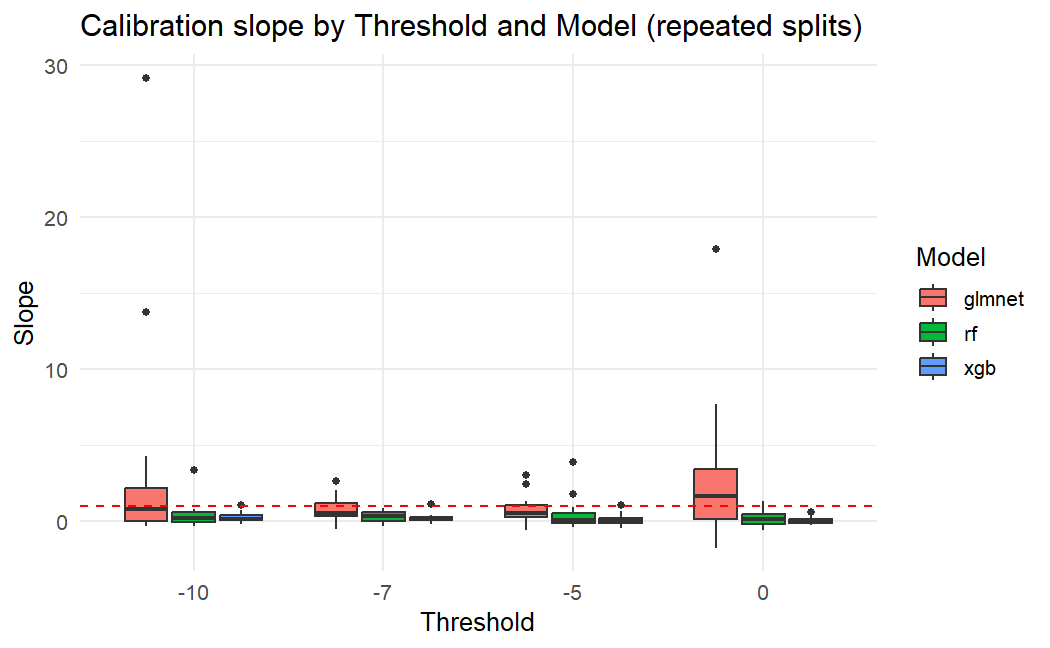 Calibration slope by Threshold and Model (repeated splits)
30
20
10
0
Slope
-10
-7
-5
0
Threshold
Model
glmnet
rf
xgb